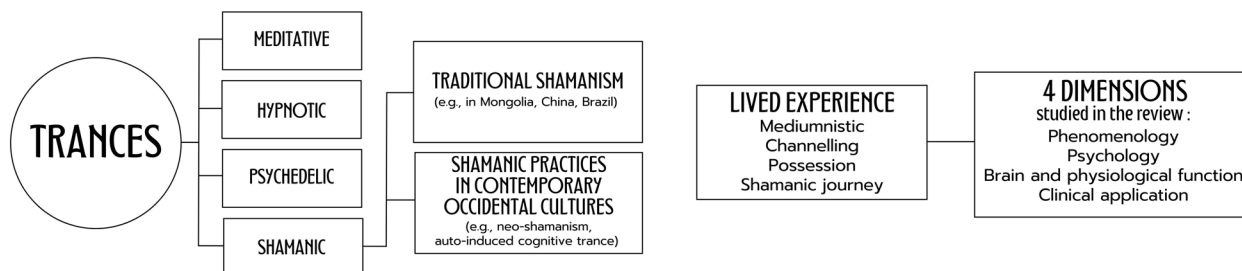 TRANCES
MEDITATIVE
HYPNOTIC
PSYCHEDELIC
SHAMANIC
TRADITIONAL SHAMANISM
(e.g., in Mongolia, China, Brazil)
SHAMANIC PRACTICES
IN CONTEMPORARY
OCCIDENTAL CULTURES
(e.g., neo-shamanism,
auto-induced cognitive trance)
LIVED EXPERIENCE
Mediumnistic
Channelling
Possession
Shamanic journey
4 DIMENSIONS
studied in the review :
Phenomenology
Psychology
Brain and physiological function
Clinical application